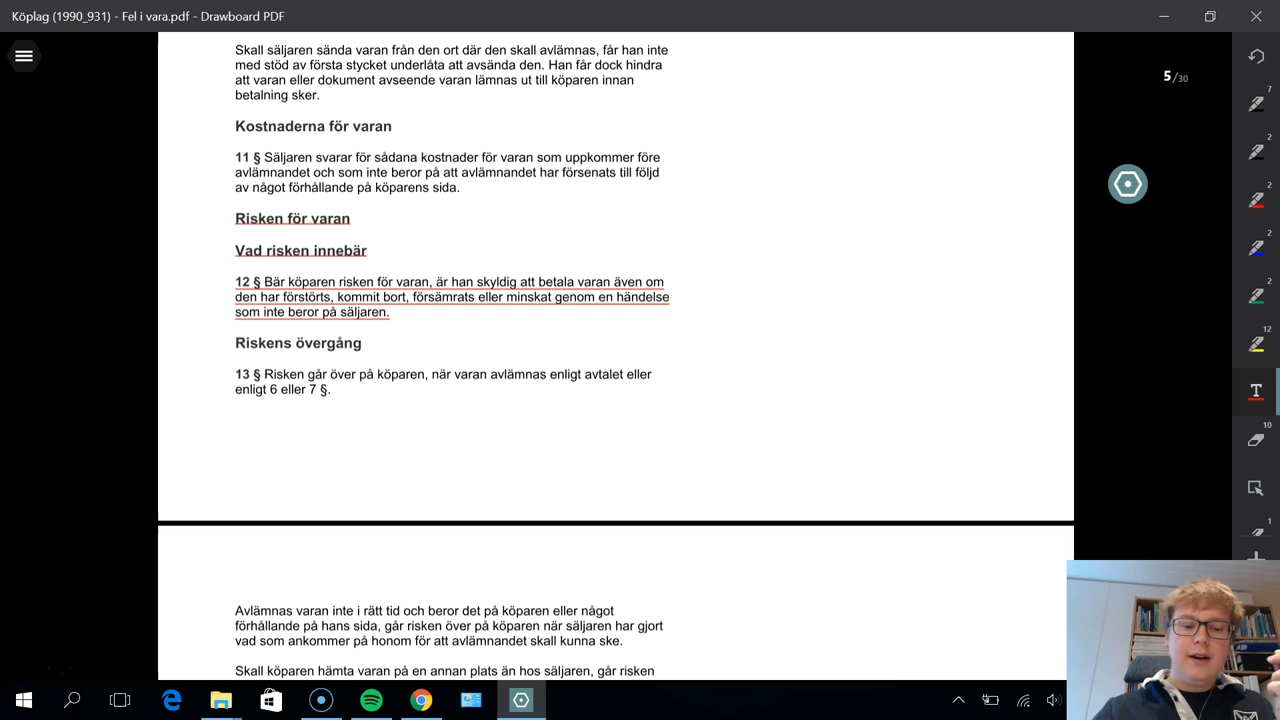 Köplag (1990_931) - Fel i vara.pdf - Drawboard PDF
Skall säljaren sända varan från den ort där den skall avlämnas, får han inte
med stöd av första stycket underlåta att avsända den. Han får dock hindra
att varan eller dokument avseende varan lämnas ut till köparen innan
betalning sker.
5/30
Kostnaderna för varan
11 § Säljaren svarar för sådana kostnader för varan som uppkommer före
avlämnandet och som inte beror på att avlämnandet har försenats till följd
av något förhållande på köparens sida.
Risken för varan
Vad risken innebär
12 § Bär köparen risken för varan, är han skyldig att betala varan även om
den har förstörts, kommit bort, försämrats eller minskat genom en händelse
som inte beror på säljaren.
Riskens övergång
13 § Risken går över på köparen, när varan avlämnas enligt avtalet eller
enligt 6 eller 7 §.
Avlämnas varan inte i rätt tid och beror det på köparen eller något
förhållande på hans sida, går risken över på köparen när säljaren har gjort
vad som ankommer på honom för att avlämnandet skall kunna ske.
Skall köparen hämta varan på en annan plats än hos säljaren, går risken
7
2
2
2
2
12
T
10
1